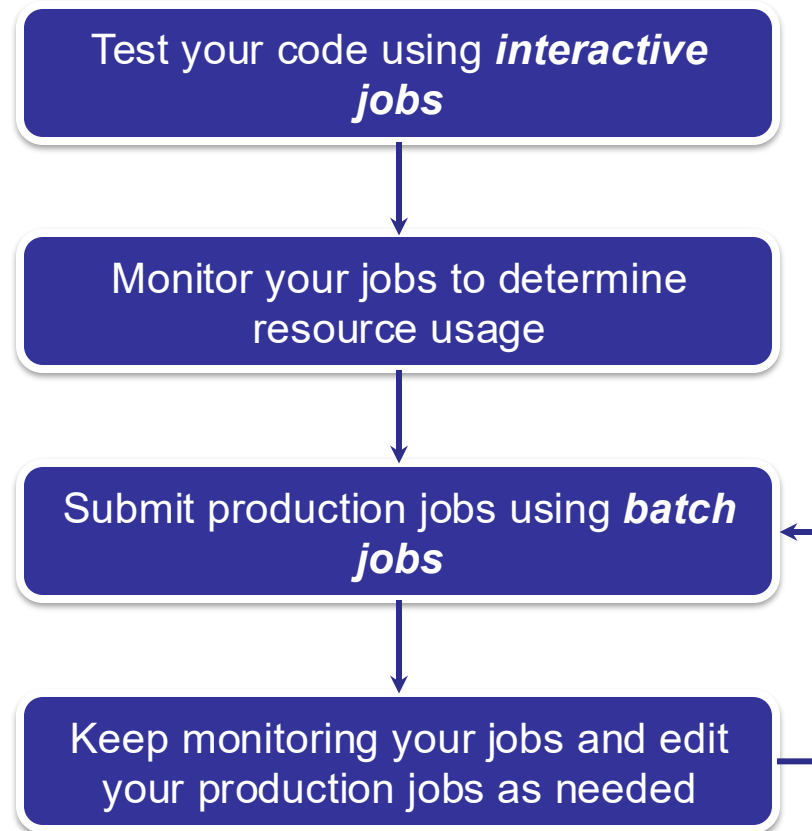 Test your code using interactive
jobs
Monitor your jobs to determine
resource usage
Submit production jobs using batch
jobs
Keep monitoring your jobs and edit
your production jobs as needed